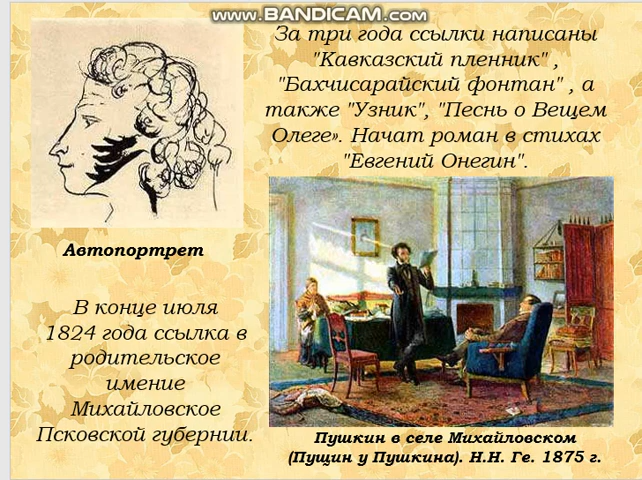 www.BANDICAM.com
За три года ссылки написаны
"Кавказский пленник" ,
"Бахчисарайский фонтан" , а
также "Узник", "Песнь о Вещем
Олеге». Начат роман в стихах
"Евгений Онегин".
Автопортрет
В конце июля
1824 года ссылка в
родительское
имение
Михайловское
Псковской губернии.
Пушкин в селе Михайловском
(Пущин у Пушкина). Н.Н. Ге. 1875 г.